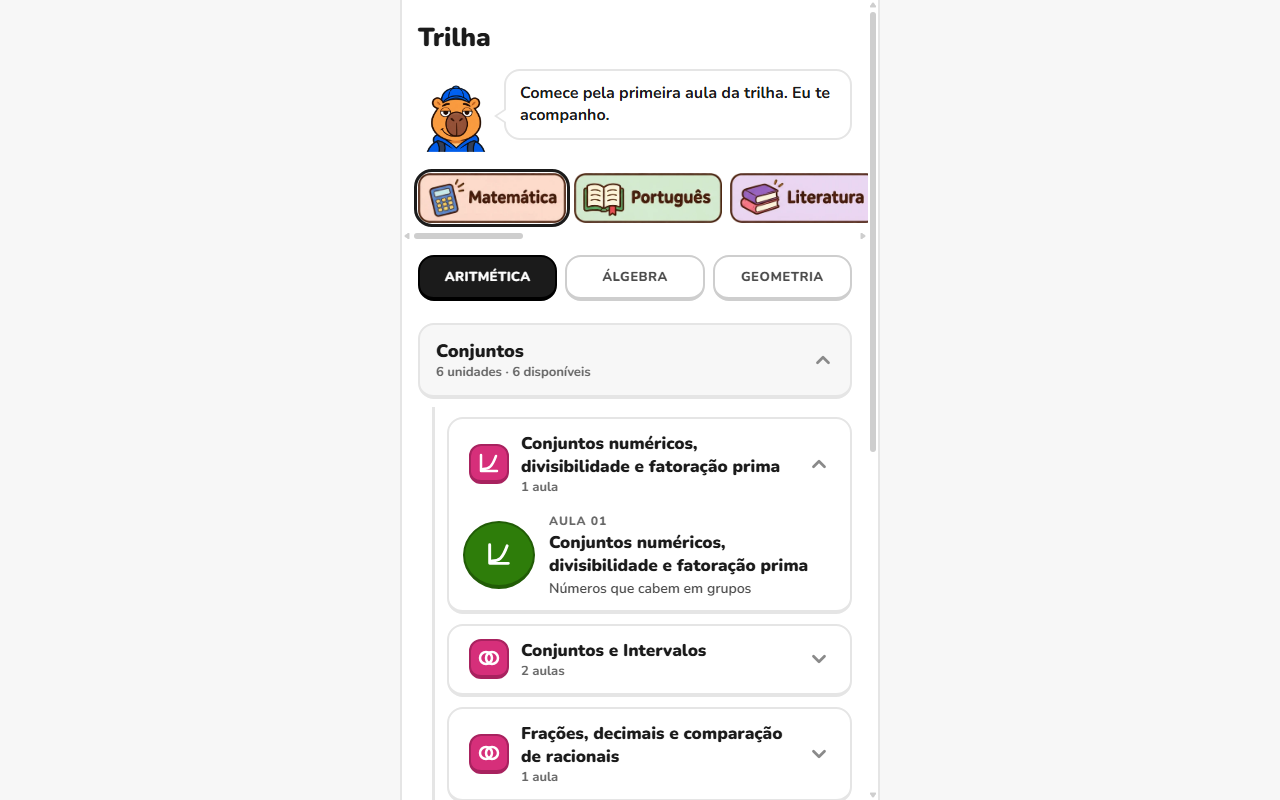 Trilha
Comece pela primeira aula da trilha. Eu te
acompanho.
Matemática
Português
Literatura
ARITMÉTICA
ÁLGEBRA
GEOMETRIA
Conjuntos
6 unidades · 6 disponíveis
Conjuntos numéricos,
divisibilidade e fatoração prima
1 aula
AULA 01
Conjuntos numéricos,
divisibilidade e fatoração prima
Números que cabem em grupos
Conjuntos e Intervalos
2 aulas
Frações, decimais e comparação
de racionais
1 aula